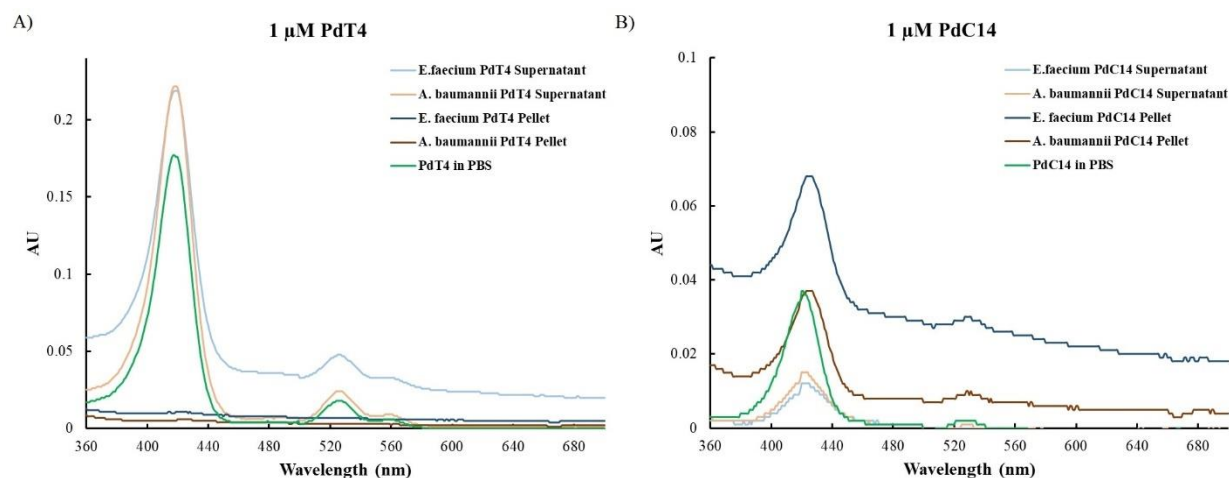 A)
1 μM PdT4
E.faecium PdT4 Supernatant
A. baumannii PdT4 Supernatant
E. faecium PdT4 Pellet
A. baumannii PdT4 Pellet
PdT4 in PBS
0.2
0.15
0.1
0.05
0
AU
360 400 440 480 520 560 600 640 680
Wavelength (nm)
B)
1 μM PdC14
E.faecium PdC14 Supernatant
A. baumannii PdC14 Supernatant
E. faecium PdC14 Pellet
A. baumannii PdC14 Pellet
PdC14 in PBS
0.1
0.08
0.06
0.04
0.02
0
AU
360 400 440 480 520 560 600 640 680
Wavelength (nm)